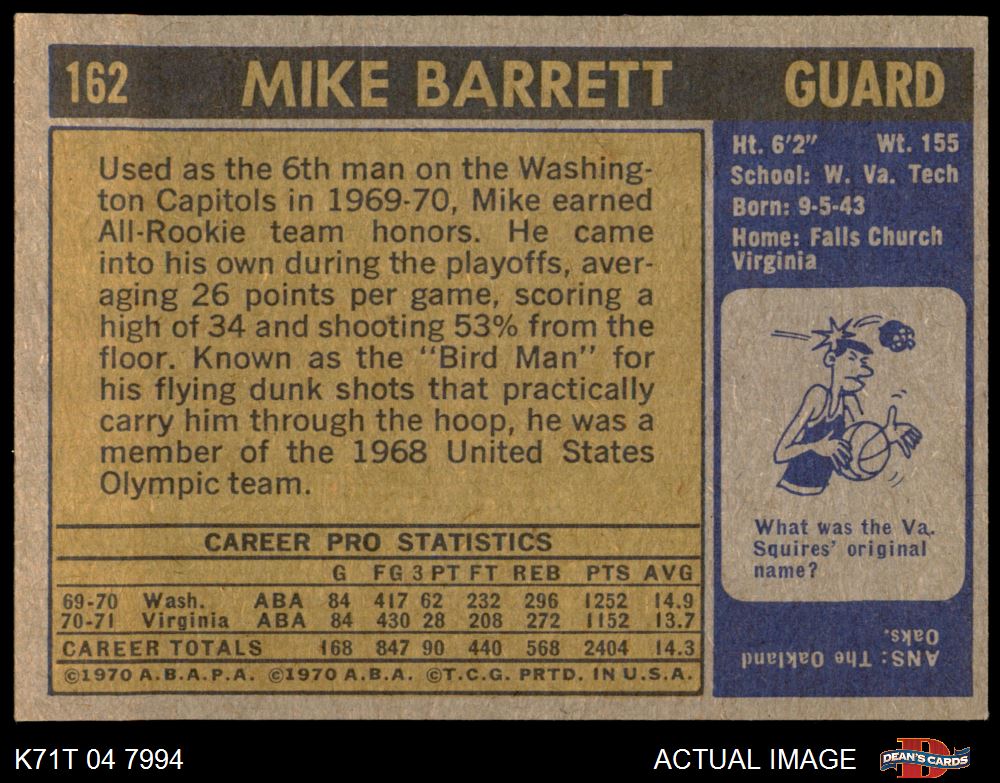 162 MIKE BARRETT GUARD
Used as the 6th man on the Washing-
ton Capitols in 1969-70, Mike earned
All-Rookie team honors. He came
into his own during the playoffs, aver-
aging 26 points per game, scoring a
high of 34 and shooting 53% from the
floor. Known as the "Bird Man" for
his flying dunk shots that practically
carry him through the hoop, he was a
member of the 1968 United States
Olympic team.
CAREER PRO STATISTICS
G FG 3 PT FT REB PTS AVG
69-70 Wash. ABA 84 417 62 232 296 1252 14.9
70-71 Virginia ABA 84 430 28 208 272 1152 13.7
CAREER TOTALS 168 847 90 440 568 2404 14.3
©1970 A.B.A.P.A. ©1970 A.B.A. ©T.C.G. PRTD. IN U.S.A.
Ht. 6'2" Wt. 155
School: W. Va. Tech
Born: 9-5-43
Home: Falls Church
Virginia
What was the Va.
Squires' original
name?
ANS: The Oakland
Oaks.
K71T 04 7994
ACTUAL IMAGE
DEAN'S CARDS